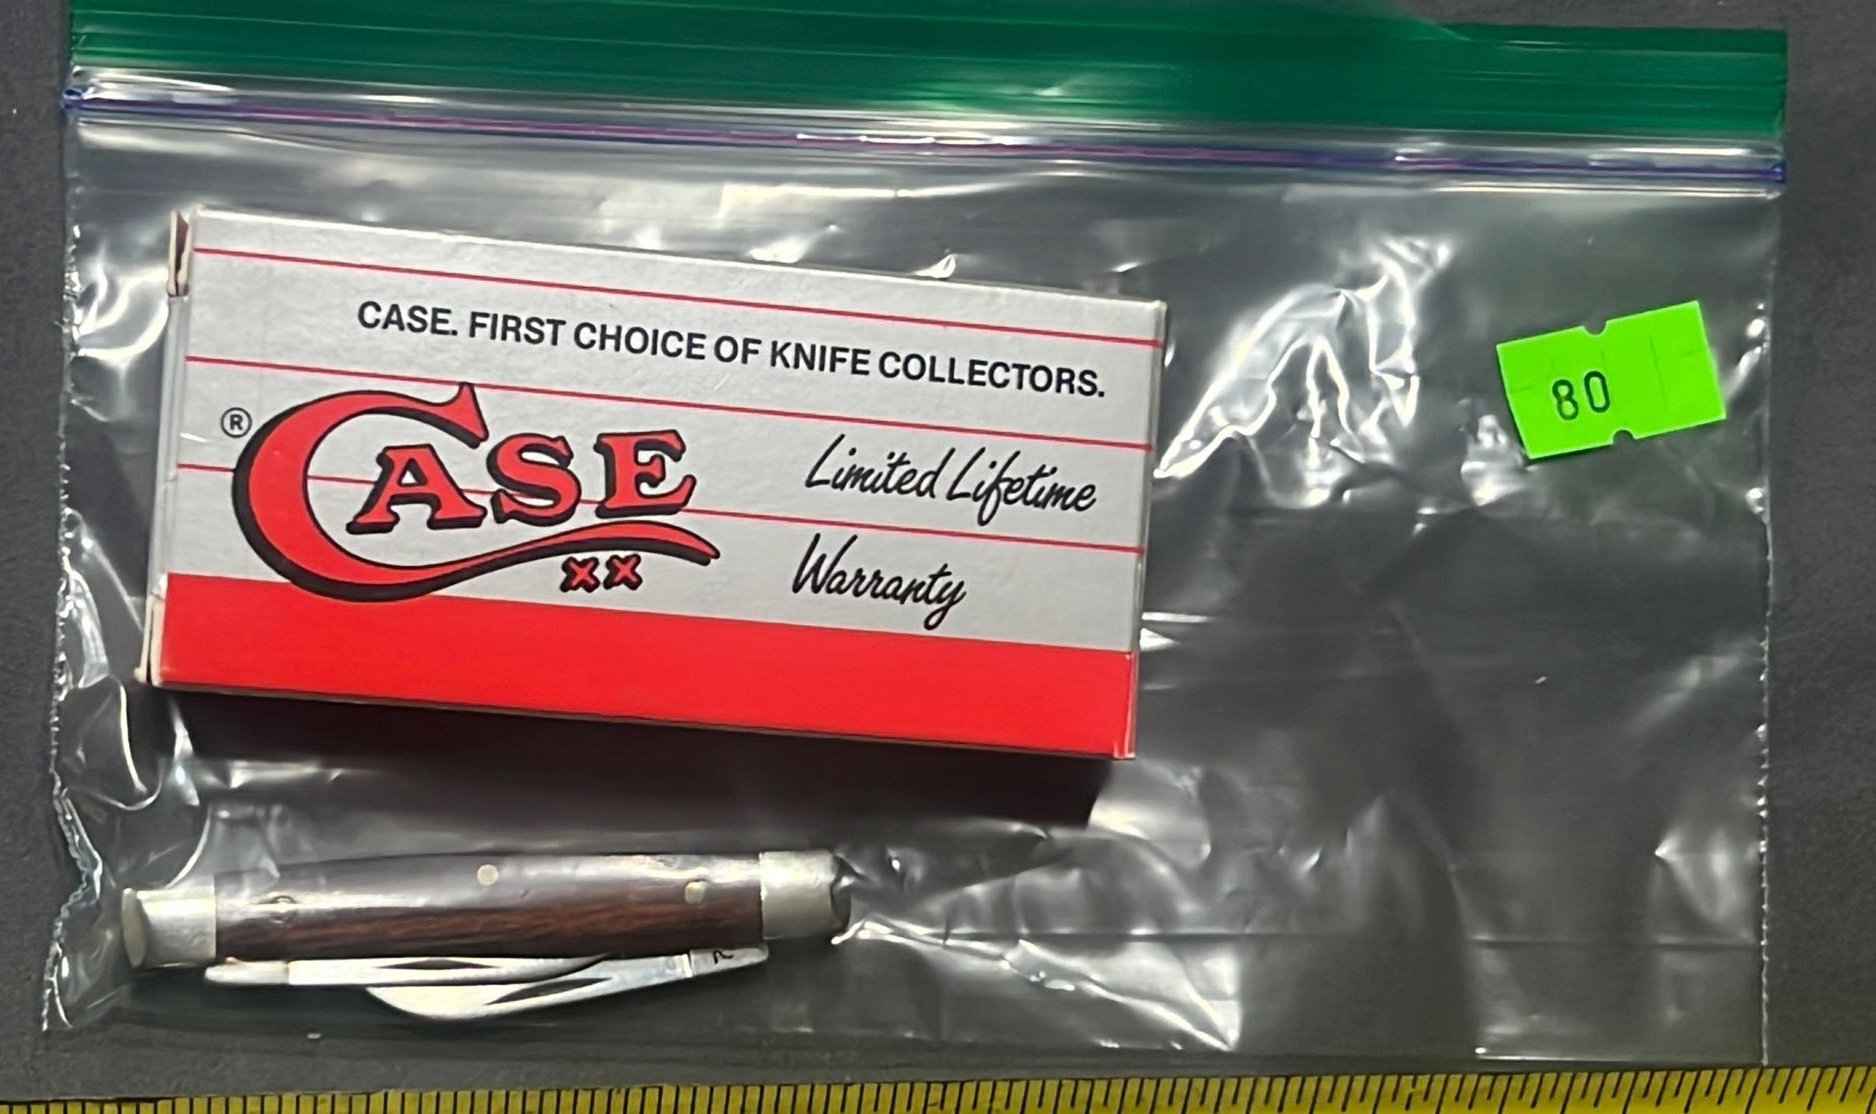 CASE. FIRST CHOICE OF KNIFE COLLECTORS.
® CASE
XX
Limited Lifetime
Warranty
80